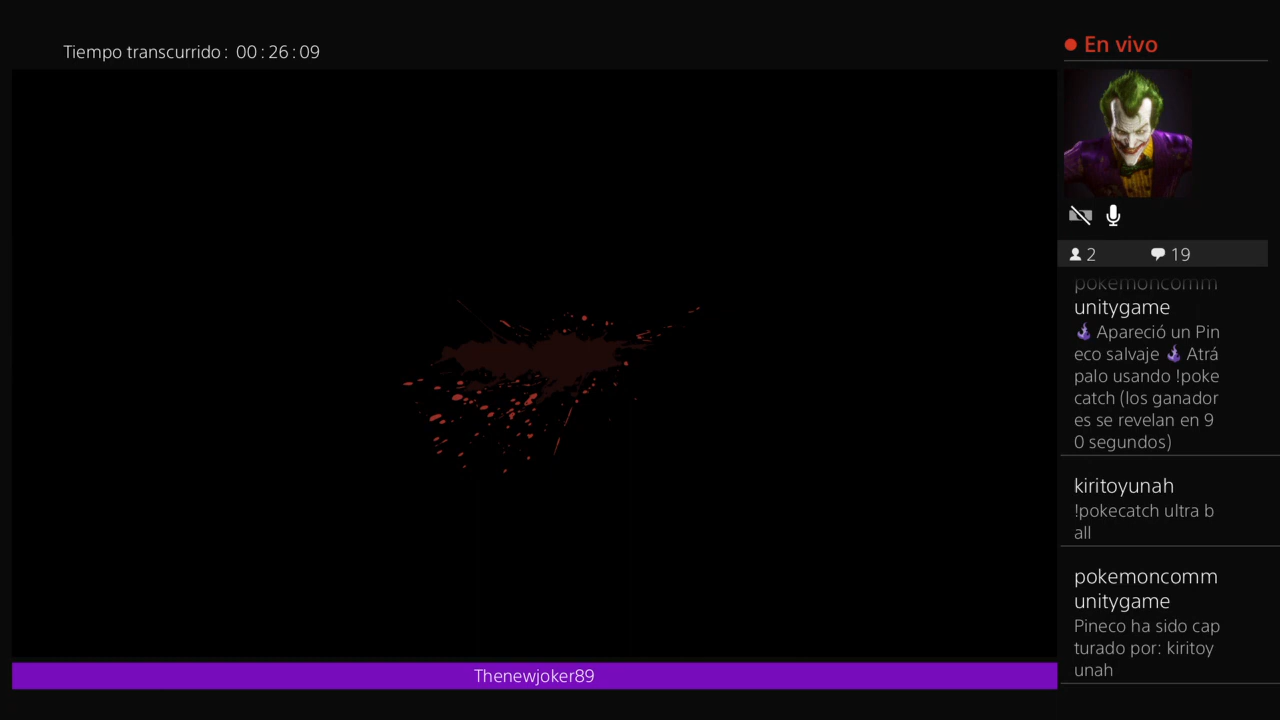 Tiempo transcurrido: 00:26:09
En vivo
2 19
pokemoncomm
unitygame
Apareció un Pin
eco salvaje Atrá
palo usando !poke
catch (los ganador
es se revelan en 9
0 segundos)
kiritoyunah
!pokecatch ultra b
all
pokemoncomm
unitygame
Pineco ha sido cap
turado por: kiritoy
unah
Thenewjoker89